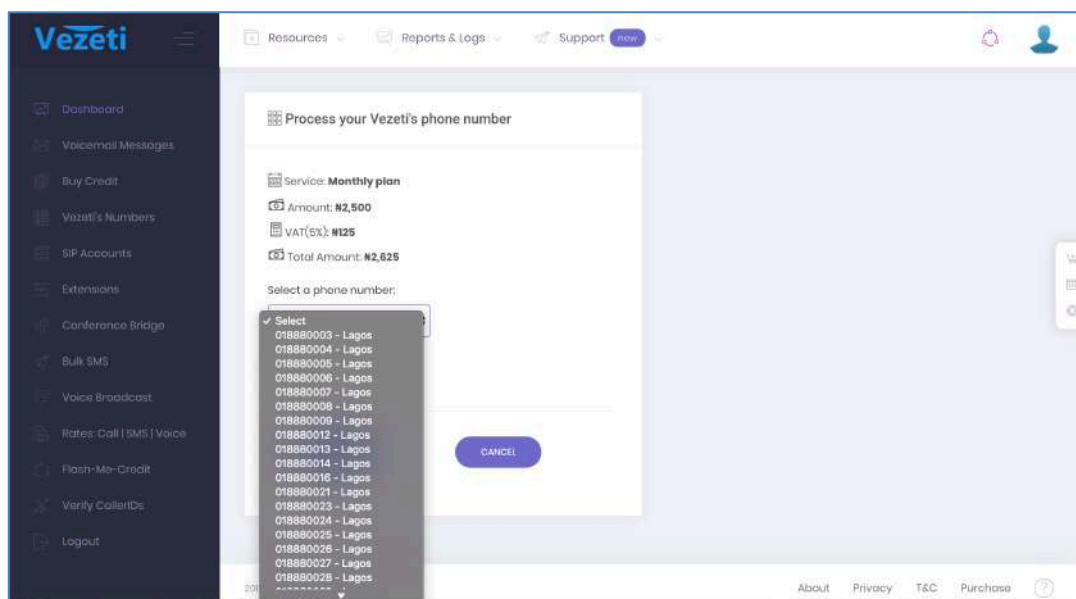 Vezeti
Resources
Reports & Logs
Support new
Dashboard
Voicemail Messages
Buy Credit
Vezeti's Numbers
SIP Accounts
Extensions
Conference Bridge
Bulk SMS
Voice Broadcast
Rates: Call | SMS | Voice
Flash-Me-Credit
Verify CallerIDs
Logout
Process your Vezeti's phone number
Service: Monthly plan
Amount: ₦2,500
VAT(5%): ₦125
Total Amount: ₦2,625
Select a phone number:
✓ Select
018880003 - Lagos
018880004 - Lagos
018880005 - Lagos
018880006 - Lagos
018880007 - Lagos
018880008 - Lagos
018880009 - Lagos
018880012 - Lagos
018880013 - Lagos
018880014 - Lagos
018880016 - Lagos
018880021 - Lagos
018880023 - Lagos
018880024 - Lagos
018880025 - Lagos
018880026 - Lagos
018880027 - Lagos
018880028 - Lagos
CANCEL
About Privacy T&C Purchase ?